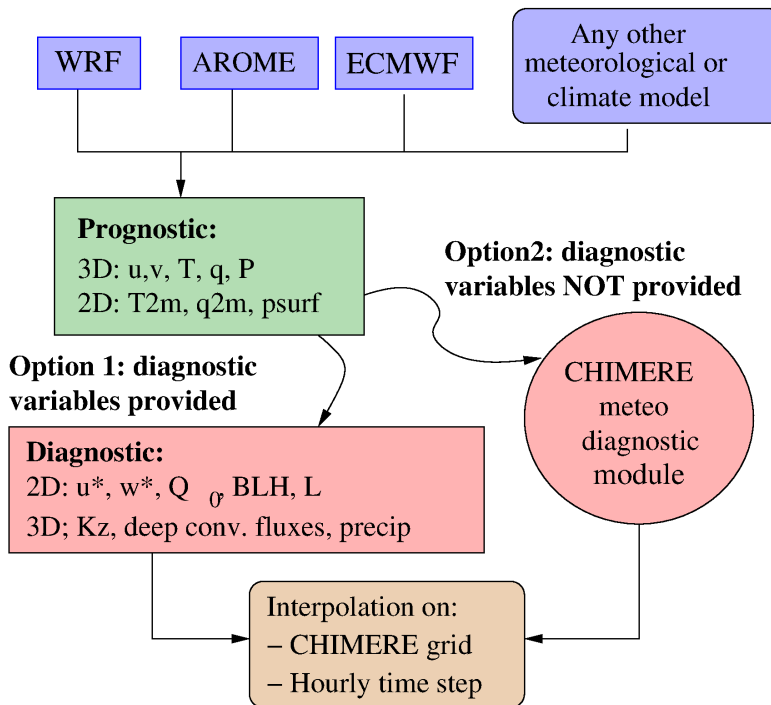 WRF
AROME
ECMWF
Any other
meteorological or
climate model
Prognostic:
3D: u,v, T, q, P
2D: T2m, q2m, psurf
Option2: diagnostic
variables NOT provided
Option 1: diagnostic
variables provided
CHIMERE
meteo
diagnostic
module
Diagnostic:
2D: u*, w*, Q 0, BLH, L
3D; Kz, deep conv. fluxes, precip
Interpolation on:
− CHIMERE grid
− Hourly time step